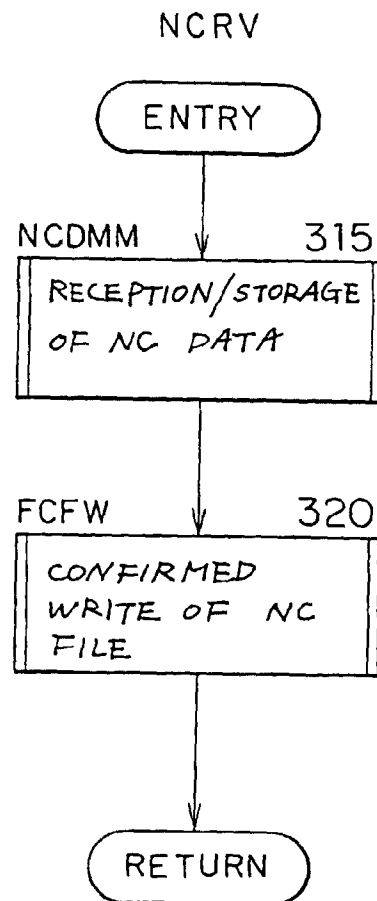 NCRV
ENTRY
NCDMM 315
RECEPTION/STORAGE
OF NC DATA
FCFW 320
CONFIRMED
WRITE OF NC
FILE
RETURN